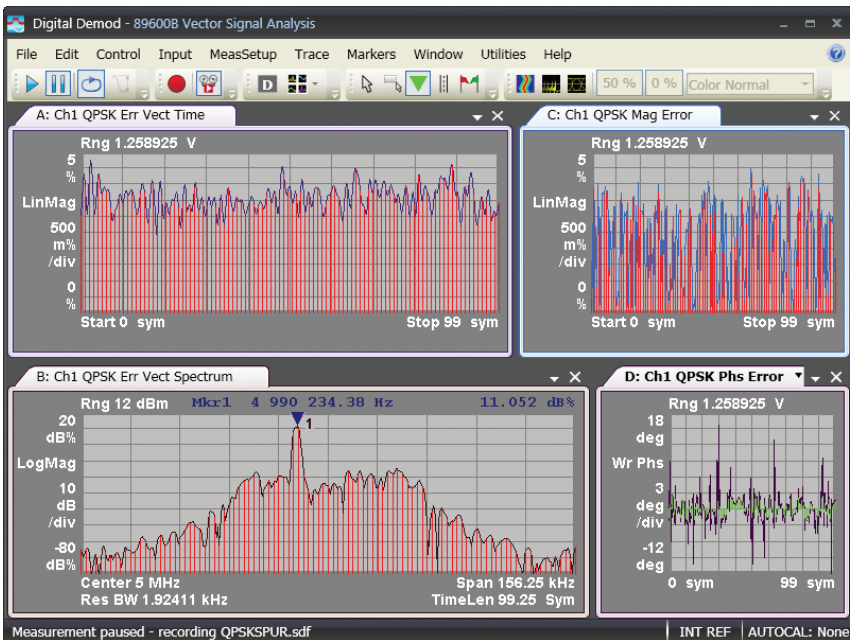 Digital Demod - 89600B Vector Signal Analysis
File Edit Control Input MeasSetup Trace Markers Window Utilities Help
D 50 % 0 % Color Normal
A: Ch1 QPSK Err Vect Time
Rng 1.258925 V
5
%
LinMag
500
m%
/div
0
%
Start 0 sym Stop 99 sym
C: Ch1 QPSK Mag Error
Rng 1.258925 V
5
%
LinMag
500
m%
/div
0
%
Start 0 sym Stop 99 sym
B: Ch1 QPSK Err Vect Spectrum
Rng 12 dBm Mkr1 4 990 234.38 Hz 11.052 dB%
1
20
dB%
LogMag
10
dB
/div
-80
dB%
Center 5 MHz Span 156.25 kHz
Res BW 1.92411 kHz TimeLen 99.25 Sym
D: Ch1 QPSK Phs Error
Rng 1.258925 V
18
deg
Wr Phs
3
deg
/div
-12
deg
0 sym 99 sym
Measurement paused - recording QPSKSPUR.sdf INT REF AUTOCAL: None